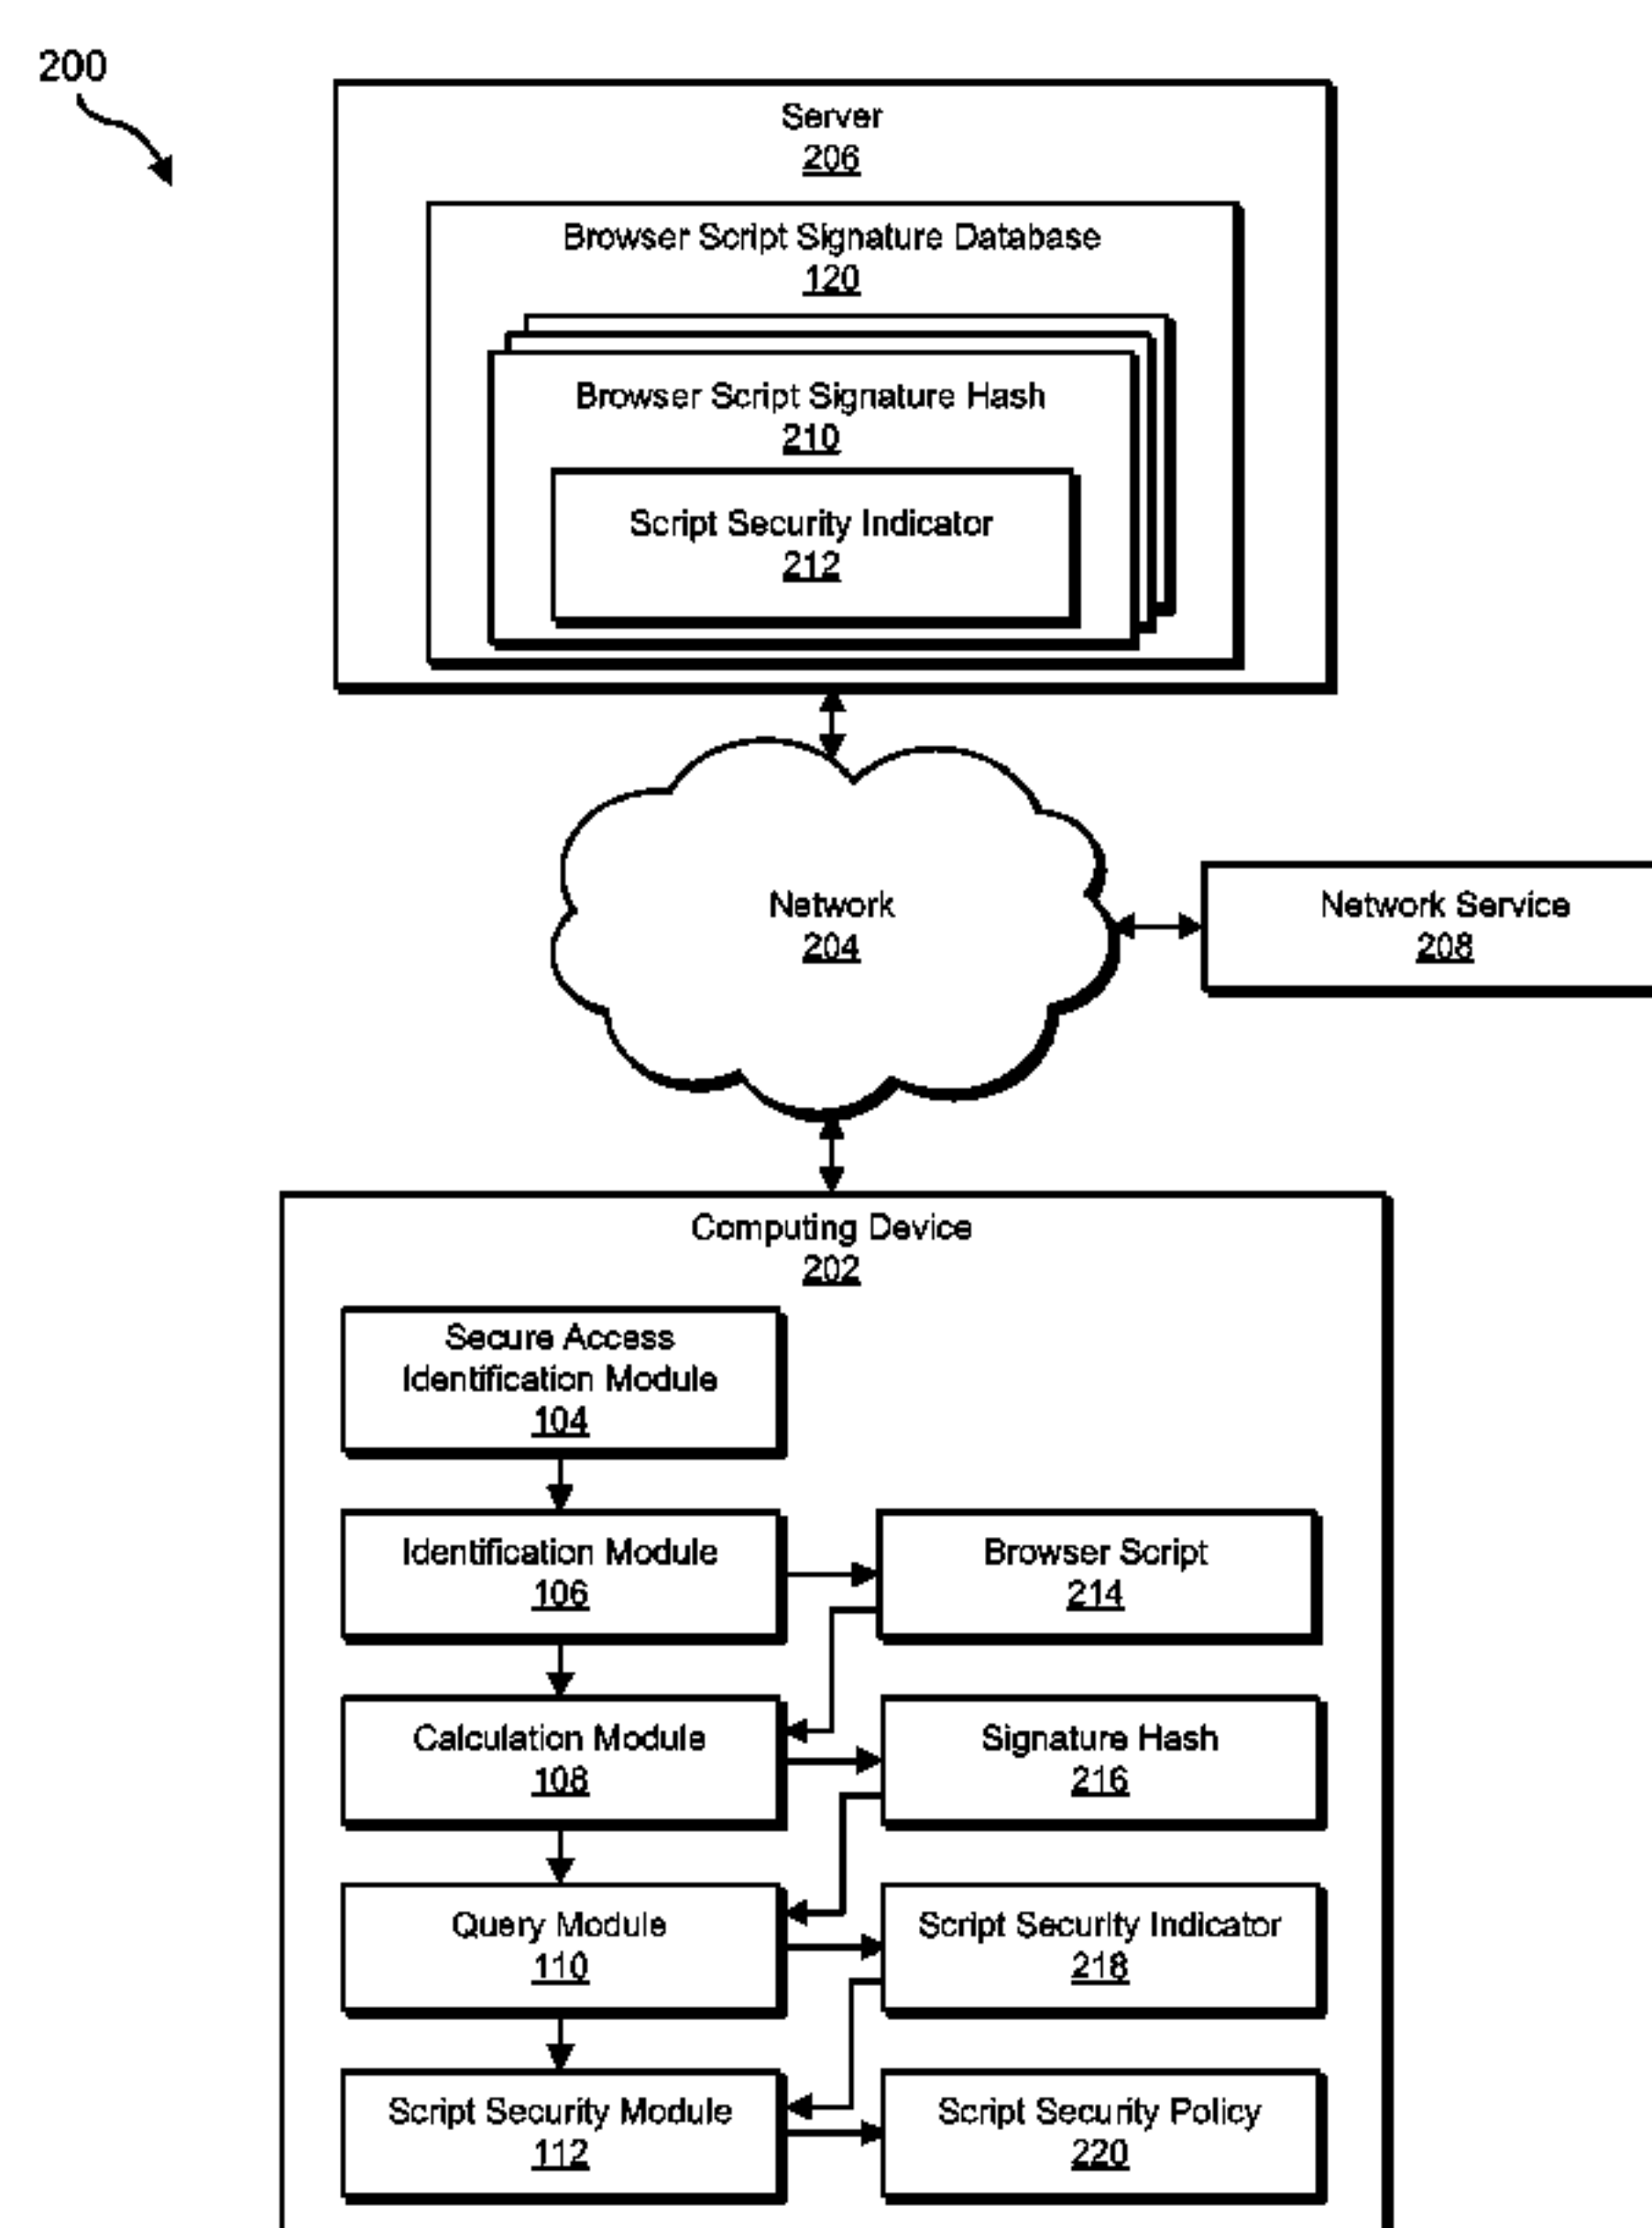 200
Server
206
Browser Script Signature Database
120
Browser Script Signature Hash
210
Script Security Indicator
212
Network
204
Network Service
208
Computing Device
202
Secure Access
Identification Module
104
Identification Module
106
Browser Script
214
Calculation Module
108
Signature Hash
216
Query Module
110
Script Security Indicator
218
Script Security Module
112
Script Security Policy
220